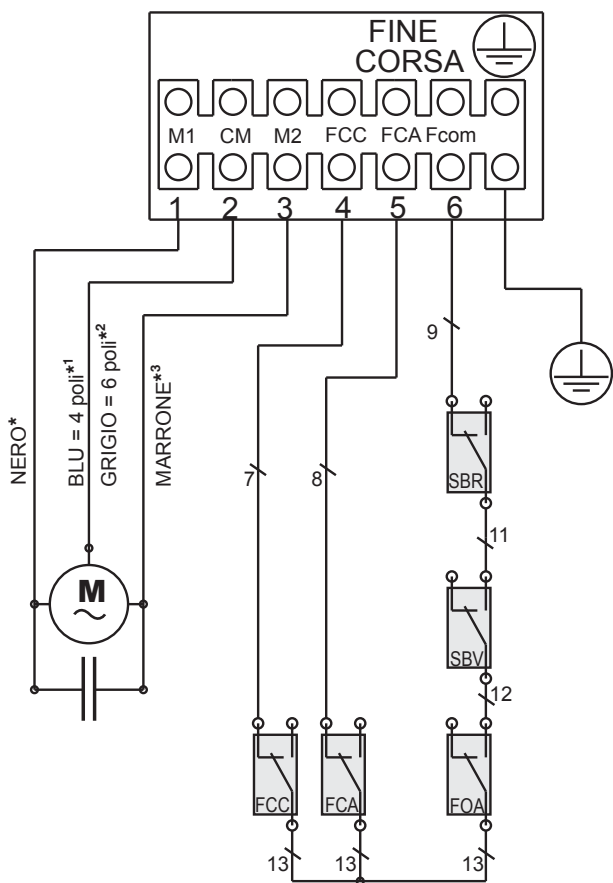 FINE
CORSA
M1 CM M2 FCC FCA Fcom
1 2 3 4 5 6
NERO*
BLU = 4 poli*1
GRIGIO = 6 poli*2
MARRONE*3
M
7
8
9
SBR
11
SBV
12
FCC
FCA
FOA
13
13
13